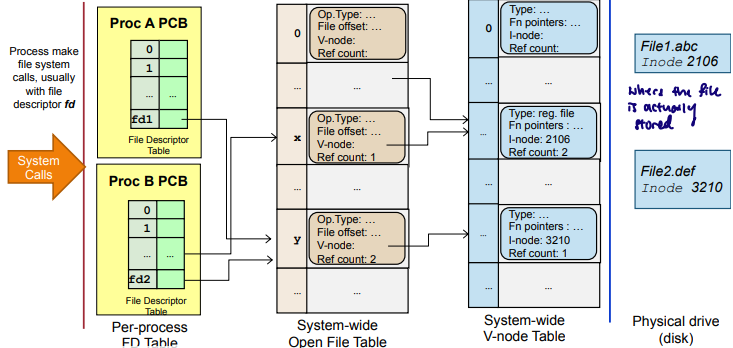 Process make
file system
calls, usually
with file
descriptor fd
System
Calls
Proc A PCB
0
1
... ...
fd1
File Descriptor
Table
Proc B PCB
0
1
... ...
fd2
File Descriptor
Table
Per-process
FD Table
0
Op.Type: ...
File offset: ...
V-node:
Ref count:
... ...
x
Op.Type: ...
File offset: ...
V-node:
Ref count: 1
... ...
y
Op.Type: ...
File offset: ...
V-node:
Ref count: 2
... ...
System-wide
Open File Table
0
Type: ...
Fn pointers: ...
I-node:
Ref count:
... ...
...
Type: reg. file
Fn pointers : ...
I-node: 2106
Ref count: 2
... ...
...
Type: ...
Fn pointers : ...
I-node: 3210
Ref count: 1
... ...
System-wide
V-node Table
File1.abc
Inode 2106
where the file
is actually
stored
File2.def
Inode 3210
Physical drive
(disk)